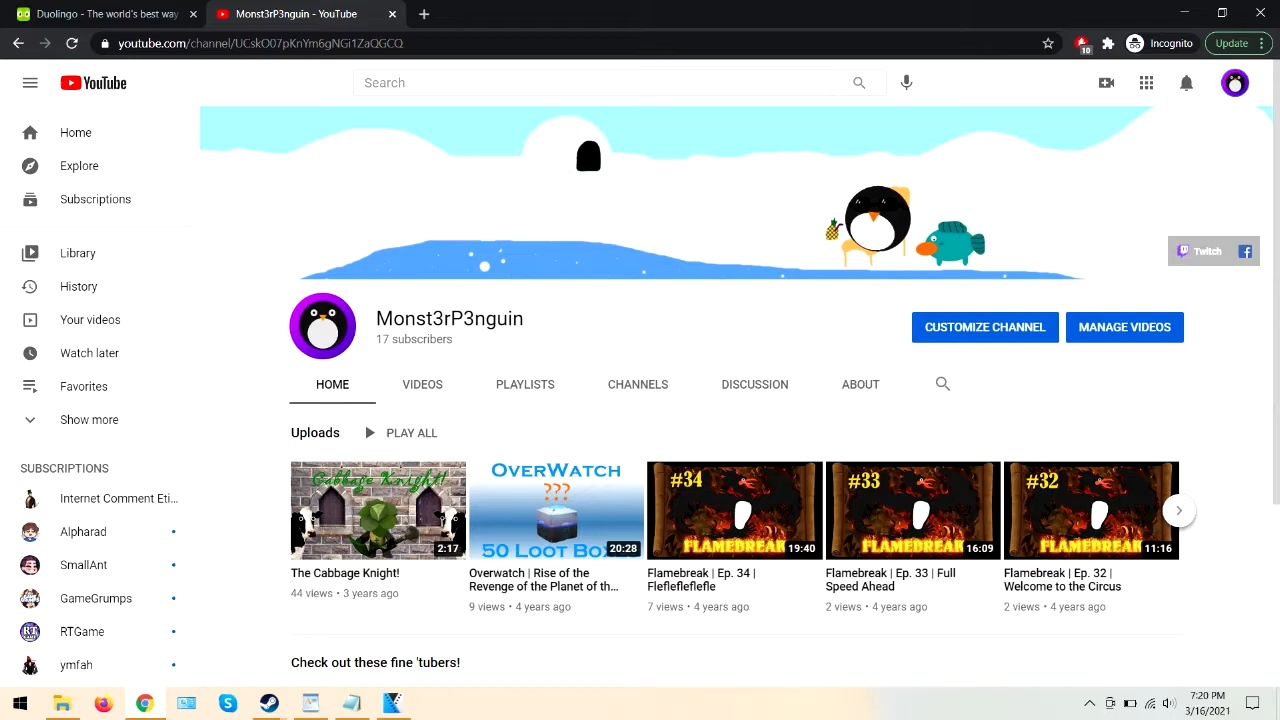 Duolingo - The world's best way
Monst3rP3nguin - YouTube
youtube.com/channel/UCskO07pKnYm6gNGi1ZaQGCQ
10
Incognito
Update
YouTube
Search
Home
Explore
Subscriptions
Library
History
Your videos
Watch later
Favorites
Show more
SUBSCRIPTIONS
Internet Comment Eti...
Alpharad
SmallAnt
GameGrumps
RTGame
ymfah
Twitch
Monst3rP3nguin
17 subscribers
CUSTOMIZE CHANNEL
MANAGE VIDEOS
HOME
VIDEOS
PLAYLISTS
CHANNELS
DISCUSSION
ABOUT
Uploads
PLAY ALL
Cabbage Knight!
2:17
The Cabbage Knight!
44 views • 3 years ago
OVERWATCH
???
50 LOOT BOX
20:28
Overwatch | Rise of the
Revenge of the Planet of th...
9 views • 4 years ago
#34
FLAMEBREAK
19:40
Flamebreak | Ep. 34 |
Fleflefleflefle
7 views • 4 years ago
#33
FLAMEBREAK
16:09
Flamebreak | Ep. 33 | Full
Speed Ahead
2 views • 4 years ago
#32
FLAMEBREAK
11:16
Flamebreak | Ep. 32 |
Welcome to the Circus
2 views • 4 years ago
Check out these fine 'tubers!
7:20 PM
3/16/2021